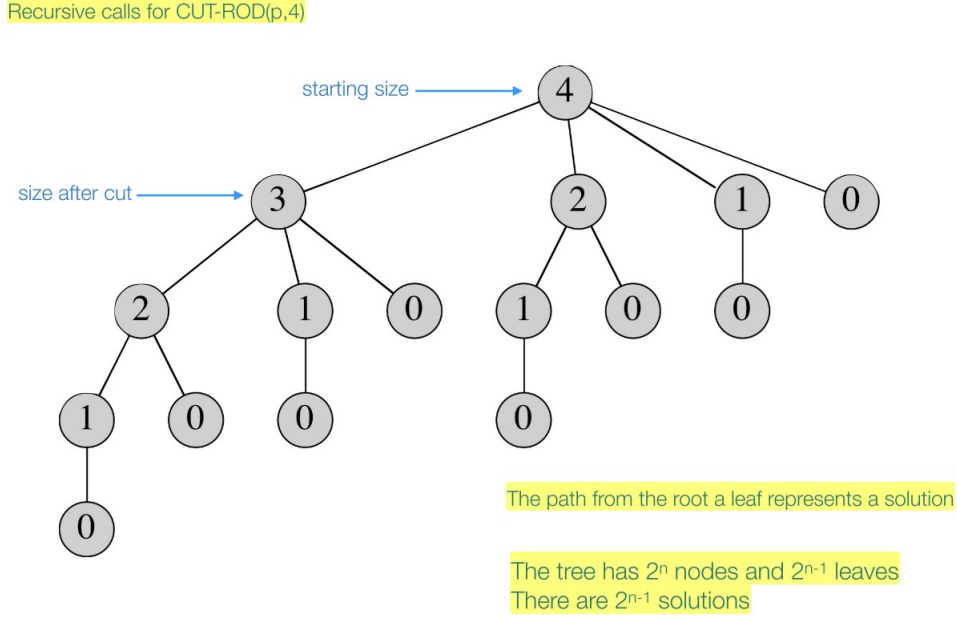 Recursive calls for CUT-ROD(p,4)
starting size 4
size after cut 3 2 1 0
2 1 0 1 0 0
1 0 0 0
0
The path from the root a leaf represents a solution
The tree has 2ⁿ nodes and 2ⁿ⁻¹ leaves
There are 2ⁿ⁻¹ solutions